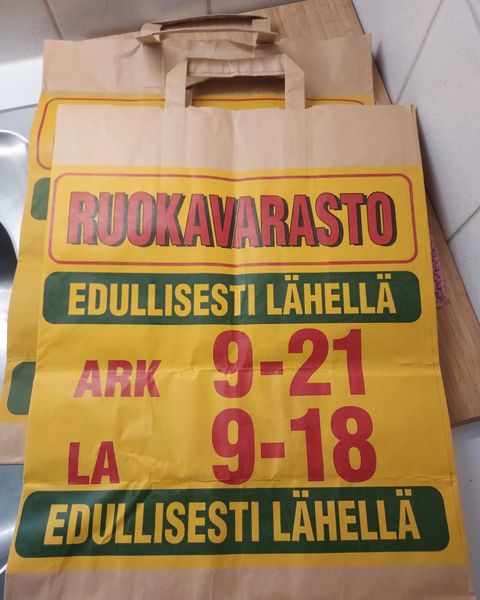 RUOKAVARASTO
EDULLISESTI LÄHELLÄ
ARK 9-21
LA 9-18
EDULLISESTI LÄHELLÄ